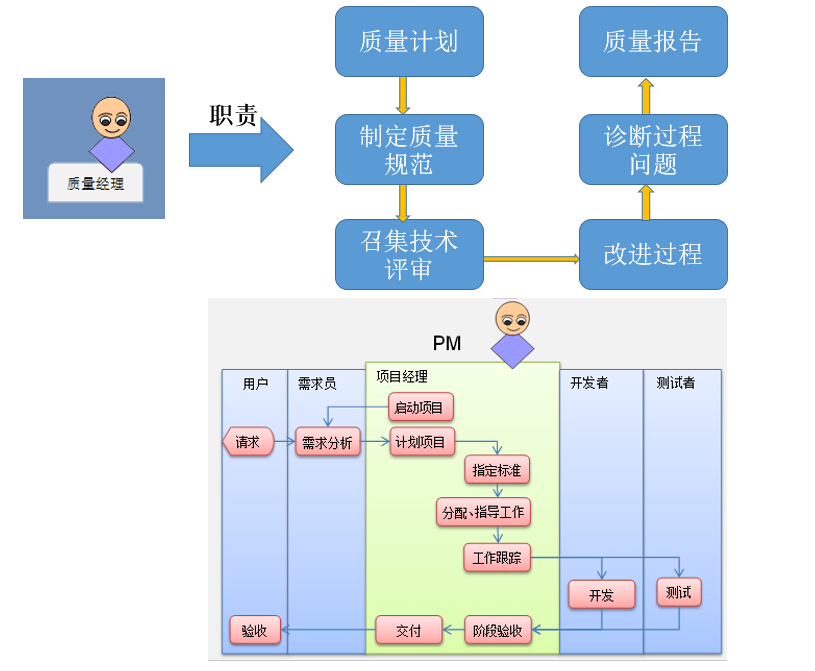 质量计划
质量报告
职责
制定质量
规范
诊断过程
问题
质量经理
召集技术
评审
改进过程
PM
用户
需求员
项目经理
开发者
测试者
启动项目
请求
需求分析
计划项目
指定标准
分配、指导工作
工作跟踪
开发
测试
验收
交付
阶段验收